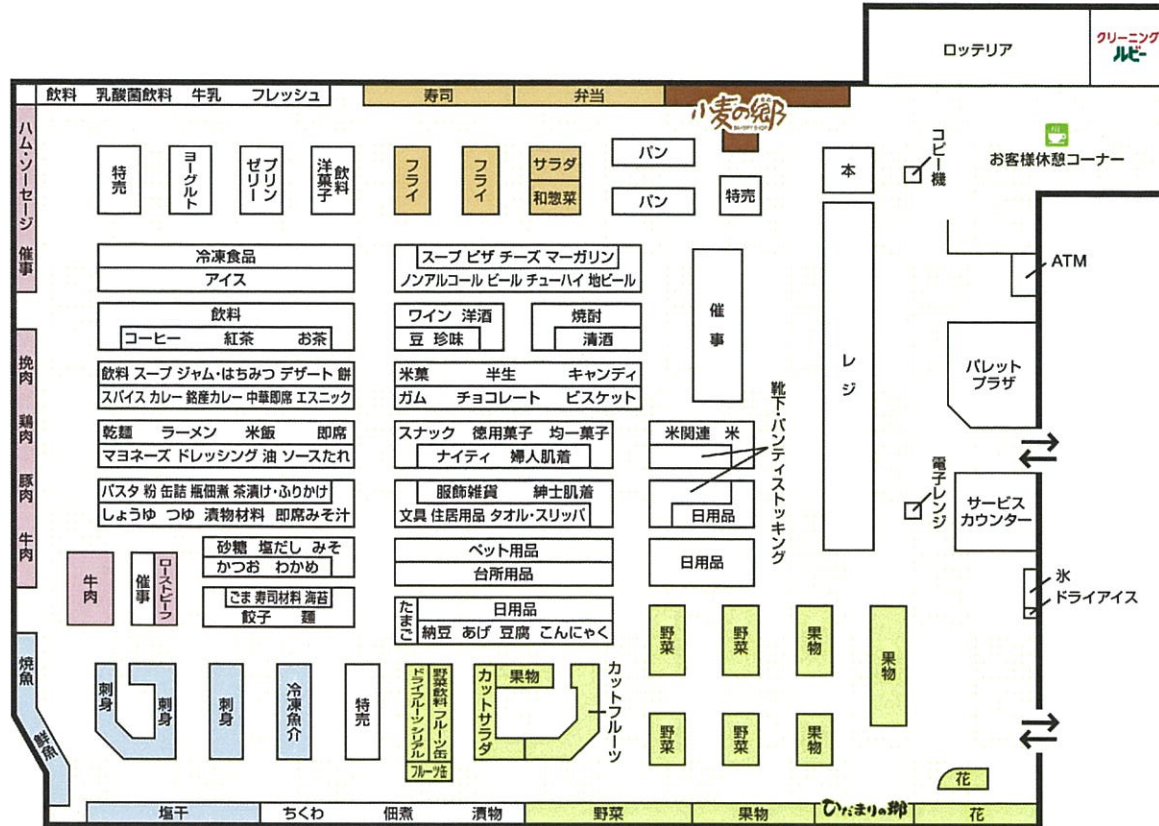 ロッテリア
クリーニング
ルビー
飲料 乳酸菌飲料 牛乳 フレッシュ
寿司
弁当
小麦の郷
ハム・ソーセージ 催事
特売
ヨーグルト
プリン
ゼリー
飲料
洋菓子
フライ
フライ
サラダ
和惣菜
パン
パン
特売
本
コピー機
お客様休憩コーナー
冷凍食品
アイス
スープ ピザ チーズ マーガリン
ノンアルコール ビール チューハイ 地ビール
催事
レジ
ATM
飲料
コーヒー 紅茶 お茶
ワイン 洋酒
豆 珍味
焼酎
清酒
パレット
プラザ
挽肉 鶏肉 豚肉 牛肉
飲料 スープ ジャム・はちみつ デザート 餅
スパイス カレー 銘産カレー 中華即席 エスニック
米菓 半生 キャンディ
ガム チョコレート ビスケット
靴下・パンティストッキング
乾麺 ラーメン 米飯 即席
マヨネーズ ドレッシング 油 ソースたれ
スナック 徳用菓子 均一菓子
ナイティ 婦人肌着
米関連 米
電子レンジ
サービス
カウンター
パスタ 粉 缶詰 瓶佃煮 茶漬け・ふりかけ
しょうゆ つゆ 漬物材料 即席みそ汁
服飾雑貨 紳士肌着
文具 住居用品 タオル・スリッパ
日用品
牛肉
催事
ローストビーフ
砂糖 塩だし みそ
かつお わかめ
ペット用品
台所用品
日用品
氷
ドライアイス
ごま 寿司材料 海苔
餃子 麺
たまご
日用品
納豆 あげ 豆腐 こんにゃく
野菜
野菜
果物
果物
焼魚
鮮魚
刺身
刺身
刺身
冷凍魚介
特売
野菜飲料 フルーツ缶
ドライフルーツ シリアル
フルーツ缶
カットサラダ
果物
カットフルーツ
野菜
野菜
果物
花
塩干
ちくわ 佃煮 漬物
野菜
果物
ひだまりの郷
花